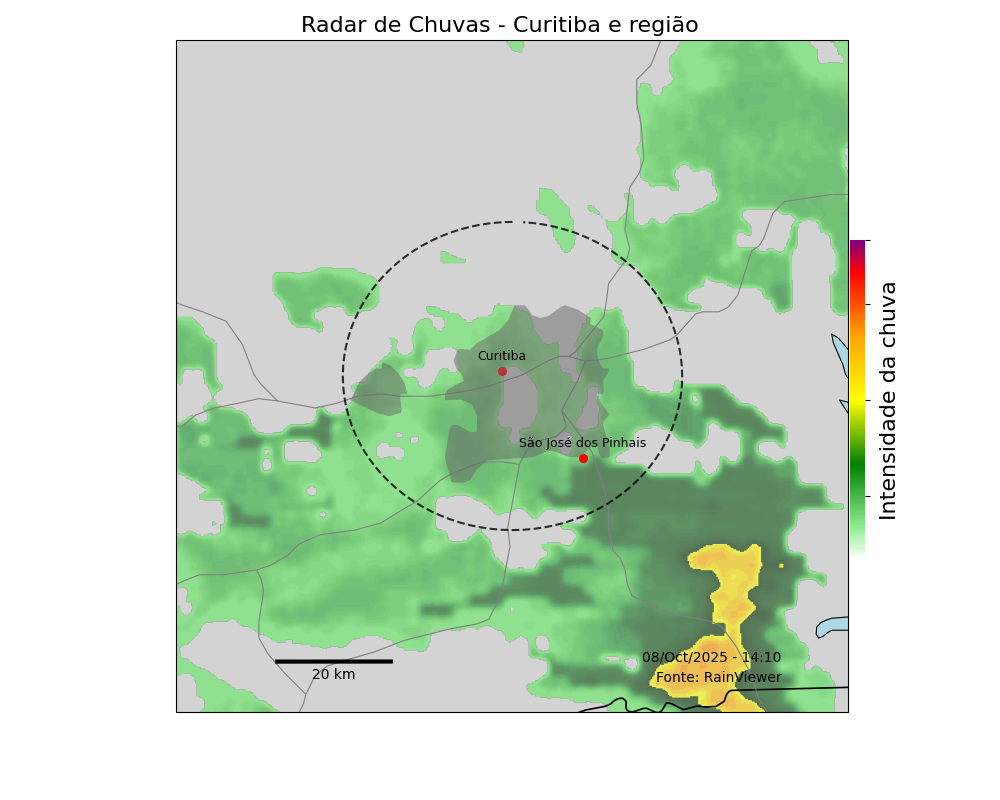 Radar de Chuvas - Curitiba e região
Curitiba
São José dos Pinhais
Intensidade da chuva
08/Oct/2025 - 14:10
Fonte: RainViewer
20 km